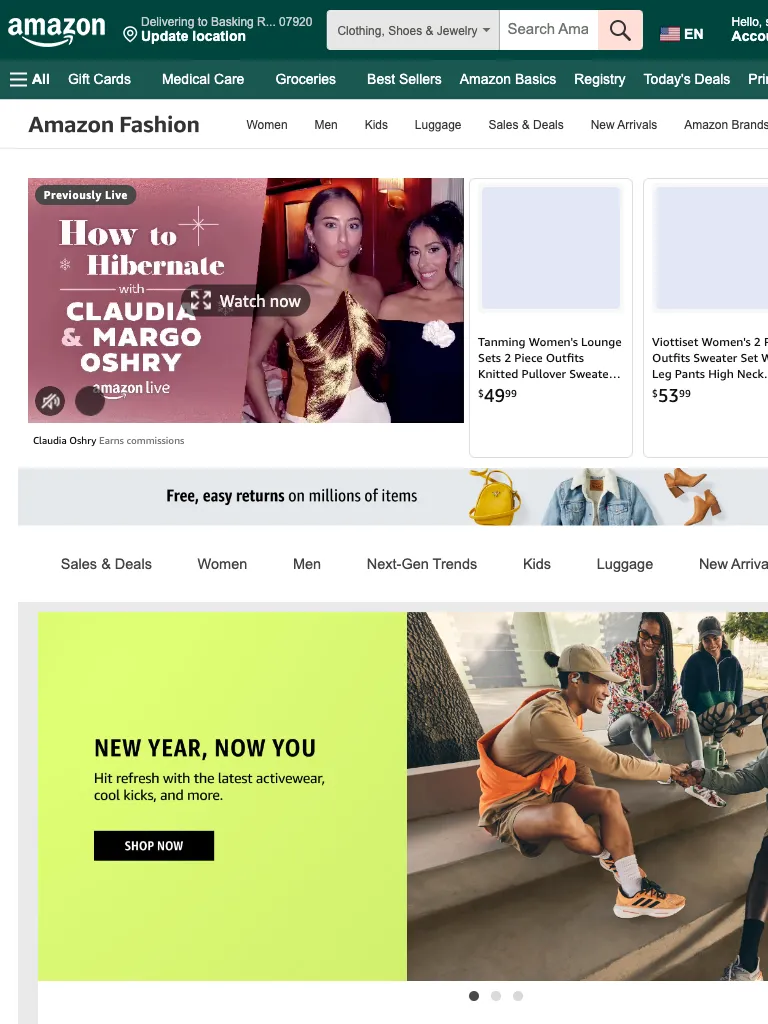 amazon
Delivering to Basking R... 07920
Update location
Clothing, Shoes & Jewelry
Search Ama
EN
Hello, s
Accou
All
Gift Cards
Medical Care
Groceries
Best Sellers
Amazon Basics
Registry
Today's Deals
Pri
Amazon Fashion
Women
Men
Kids
Luggage
Sales & Deals
New Arrivals
Amazon Brands
Previously Live
How to
Hibernate
with
CLAUDIA
& MARGO
OSHRY
amazon live
Watch now
Claudia Oshry Earns commissions
Tanming Women's Lounge
Sets 2 Piece Outfits
Knitted Pullover Sweate...
$4999
Viottiset Women's 2 P
Outfits Sweater Set W
Leg Pants High Neck.
$5399
Free, easy returns on millions of items
Sales & Deals
Women
Men
Next-Gen Trends
Kids
Luggage
New Arriva
NEW YEAR, NOW YOU
Hit refresh with the latest activewear,
cool kicks, and more.
SHOP NOW